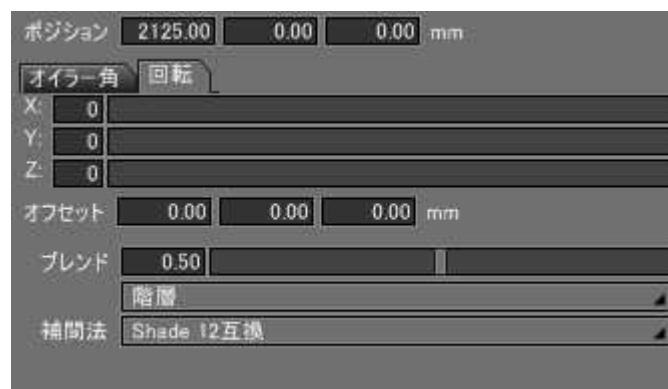 ポジション 2125.00 0.00 0.00 mm
オイラー角 回転
X: 0
Y: 0
Z: 0
オフセット 0.00 0.00 0.00 mm
ブレンド 0.50
階層
補間法 Shade 12互換